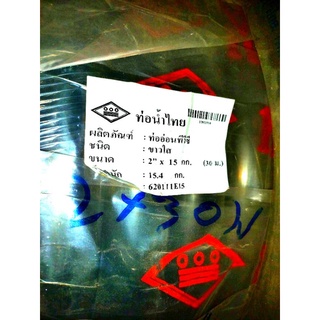 ท่อน้ำไทย
ผลิตภัณฑ์ : ท่ออ่อนพีวีซี
ชนิด : ขาวใส
ขนาด : 2" x 15 กก. (30 ม.)
: 15.4 กก.
: 620111E15
2x30M